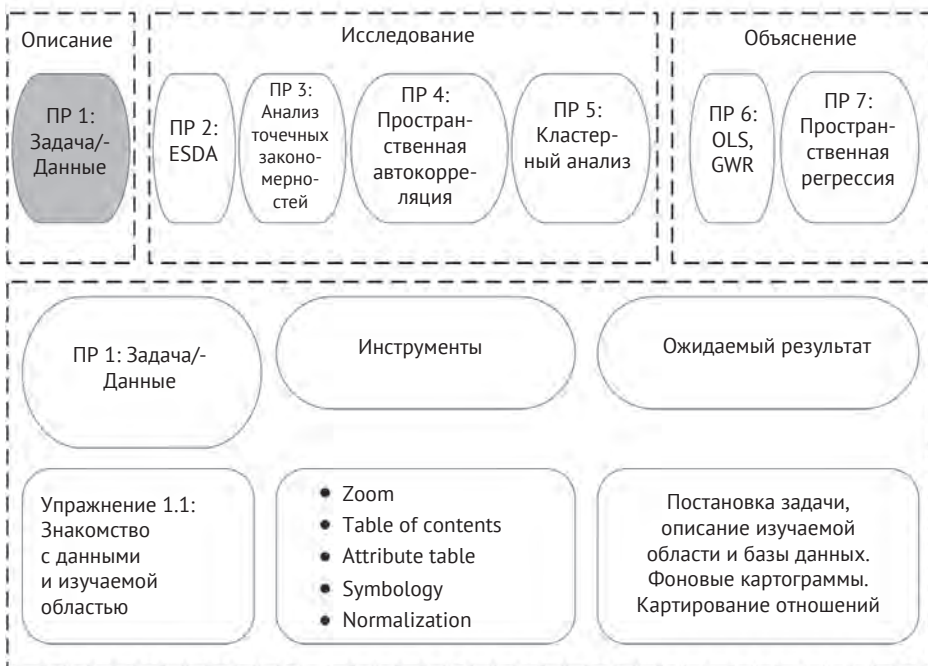 Описание
Исследование
Объяснение
ПР 1:
Задача/-
Данные
ПР 2:
ESDA
ПР 3:
Анализ
точечных
законо-
мерно-
стей
ПР 4:
Простран-
ственная
автокорре-
ляция
ПР 5:
Кластер-
ный анализ
ПР 6:
OLS,
GWR
ПР 7:
Простран-
ственная
регрессия
ПР 1: Задача/-
Данные
Инструменты
Ожидаемый результат
Упражнение 1.1:
Знакомство
с данными
и изучаемой
областью
• Zoom
• Table of contents
• Attribute table
• Symbology
• Normalization
Постановка задачи,
описание изучаемой
области и базы данных.
Фоновые картограммы.
Картирование отношений